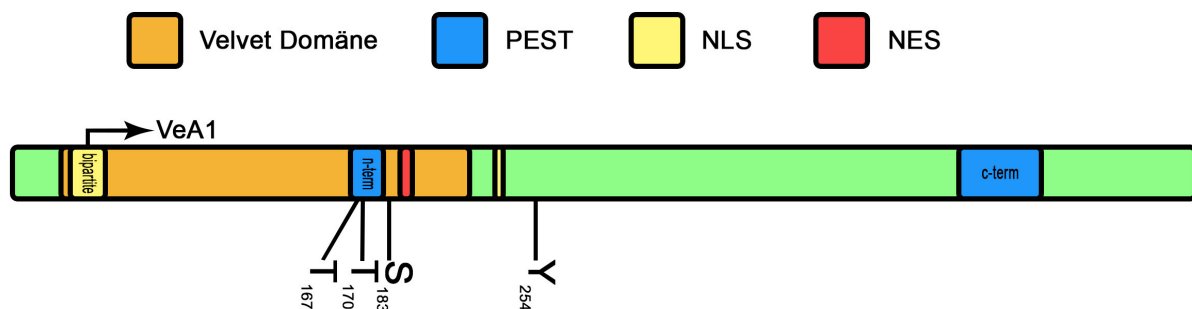 Velvet Domäne PEST NLS NES
VeA1
bipartite n-term c-term
T T S Y
167 170 183 254